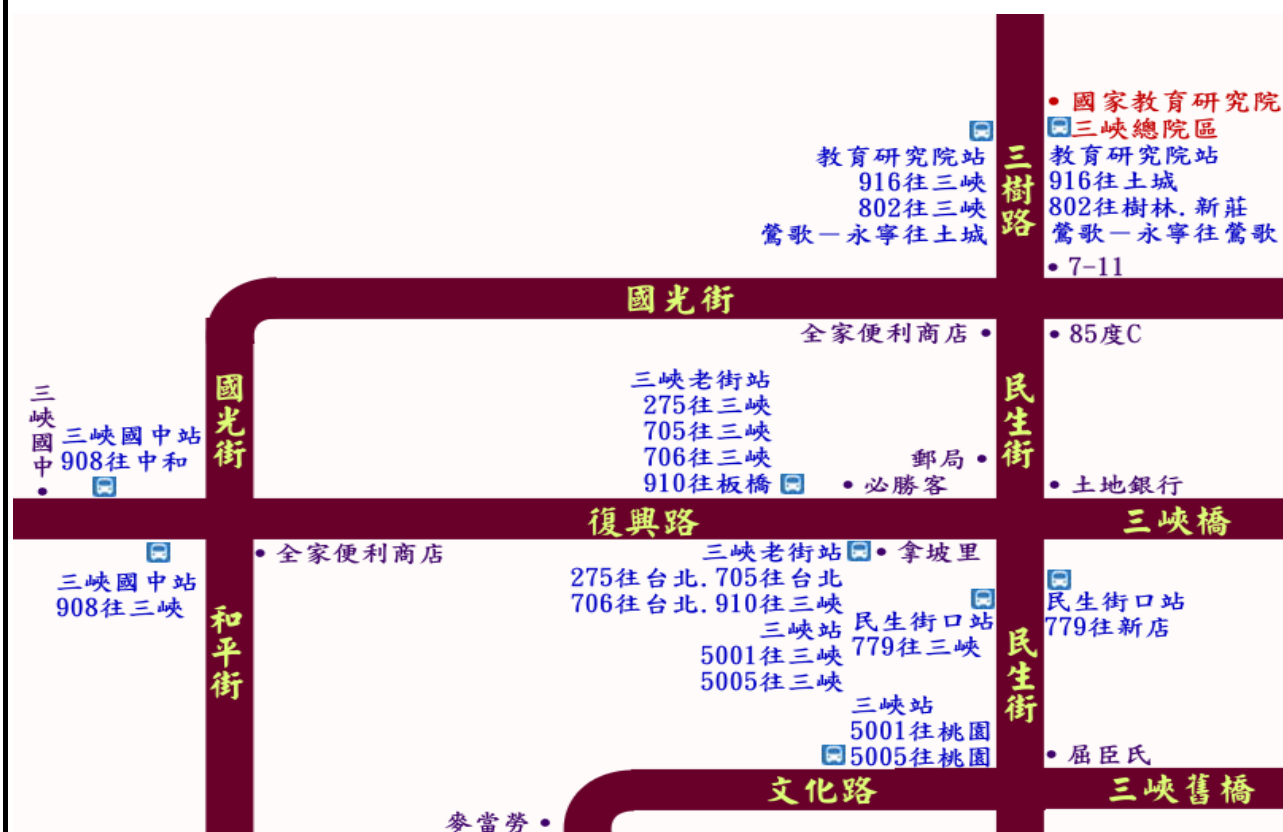 • 國家教育研究院
三峽總院區
教育研究院站
916往三峽
802往三峽
鶯歌－永寧往土城
三樹路
教育研究院站
916往土城
802往樹林.新莊
鶯歌－永寧往鶯歌
• 7-11
國光街
全家便利商店 •
• 85度C
三峽國中
•
三峽國中站
908往中和
國光街
三峽老街站
275往三峽
705往三峽
706往三峽
910往板橋
民生街
郵局 •
• 必勝客
• 土地銀行
復興路
三峽橋
三峽國中站
908往三峽
• 全家便利商店
和平街
三峽老街站
• 拿坡里
275往台北.705往台北
706往台北.910往三峽
三峽站
5001往三峽
5005往三峽
民生街口站
779往三峽
民生街口站
779往新店
民生街
三峽站
5001往桃園
5005往桃園
• 屈臣氏
文化路
三峽舊橋
麥當勞 •